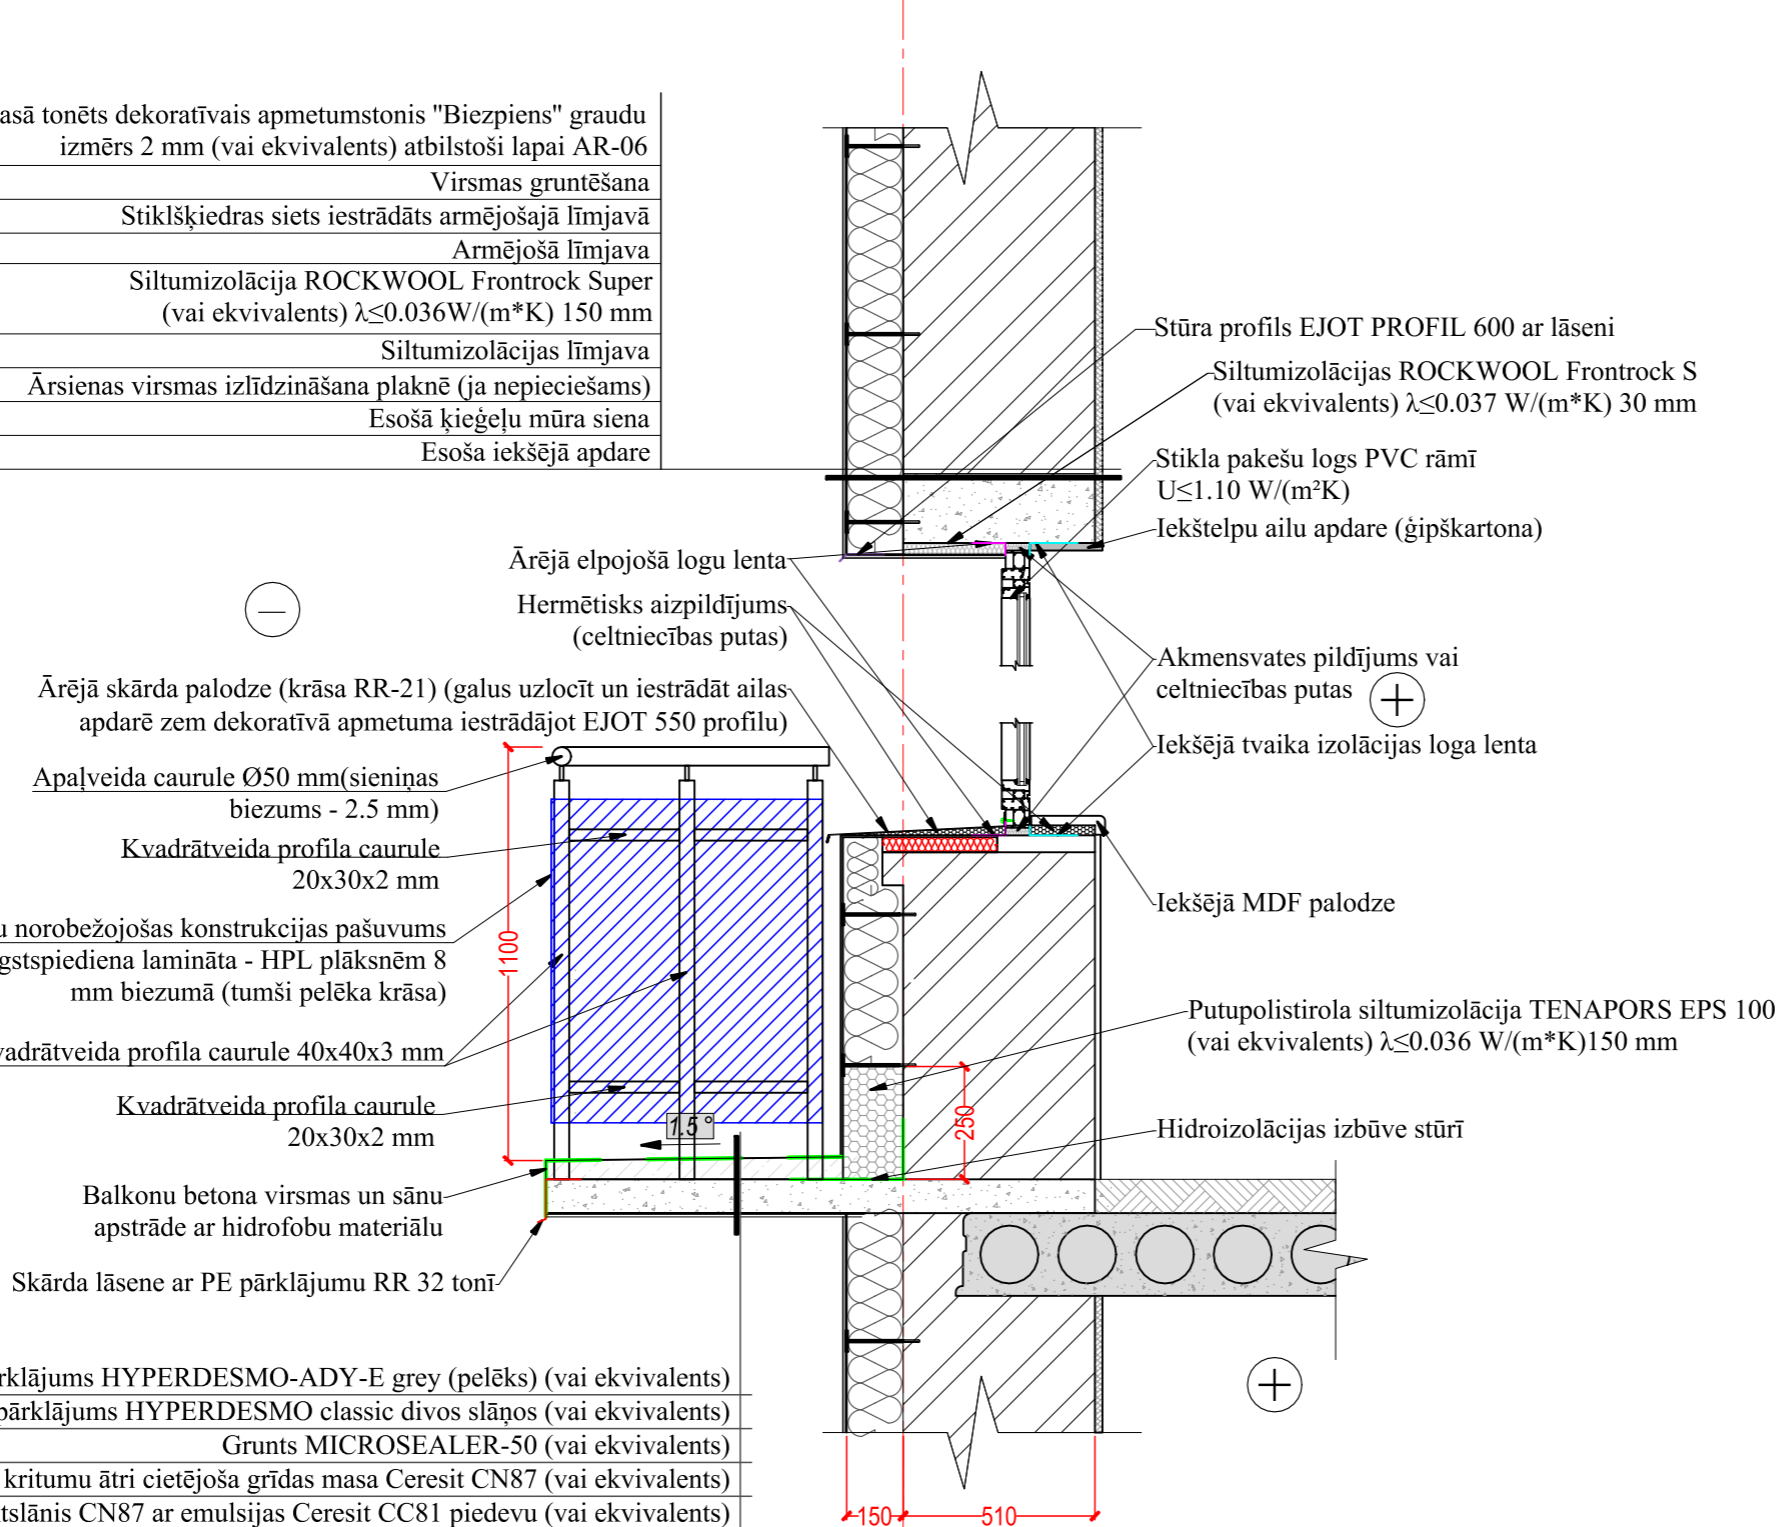 tonēts dekoratīvais apmetumstonis "Biezpiens" graudu
izmērs 2 mm (vai ekvivalents) atbilstoši lapai AR-06
Virsmas gruntēšana
Stiklšķiedras siets iestrādāts armējošajā līmjavā
Armējošā līmjava
Siltumizolācija ROCKWOOL Frontrock Super
(vai ekvivalents) λ≤0.036W/(m*K) 150 mm
Siltumizolācijas līmjava
Ārsienas virsmas izlīdzināšana plaknē (ja nepieciešams)
Esošā ķieģeļu mūra siena
Esoša iekšējā apdare
Stūra profils EJOT PROFIL 600 ar lāseni
Siltumizolācijas ROCKWOOL Frontrock S
(vai ekvivalents) λ≤0.037 W/(m*K) 30 mm
Stikla pakešu logs PVC rāmī
U≤1.10 W/(m²K)
Iekštelpu ailu apdare (ģipškartona)
Ārējā elpojošā logu lenta
Hermētisks aizpildījums
(celtniecības putas)
Akmensvates pildījums vai
celtniecības putas
Iekšējā tvaika izolācijas loga lenta
Ārējā skārda palodze (krāsa RR-21) (galus uzlocīt un iestrādāt ailas
apdarē zem dekoratīvā apmetuma iestrādājot EJOT 550 profilu)
Apaļveida caurule Ø50 mm(sieniņas
biezums - 2.5 mm)
Kvadrātveida profila caurule
20x30x2 mm
Iekšējā MDF palodze
norobežojošas konstrukcijas pašuvums
lamināta - HPL plāksnēm 8
mm biezumā (tumši pelēka krāsa)
1100
profila caurule 40x40x3 mm
Kvadrātveida profila caurule
20x30x2 mm
1.5 °
250
Putupolistirola siltumizolācija TENAPORS EPS 100
(vai ekvivalents) λ≤0.036 W/(m*K)150 mm
Hidroizolācijas izbūve stūrī
Balkonu betona virsmas un sānu
apstrāde ar hidrofobu materiālu
Skārda lāsene ar PE pārklājumu RR 32 tonī
HYPERDESMO-ADY-E grey (pelēks) (vai ekvivalents)
pārklājums HYPERDESMO classic divos slāņos (vai ekvivalents)
Grunts MICROSEALER-50 (vai ekvivalents)
kritumu ātri cietējoša grīdas masa Ceresit CN87 (vai ekvivalents)
CN87 ar emulsijas Ceresit CC81 piedevu (vai ekvivalents)
150
510